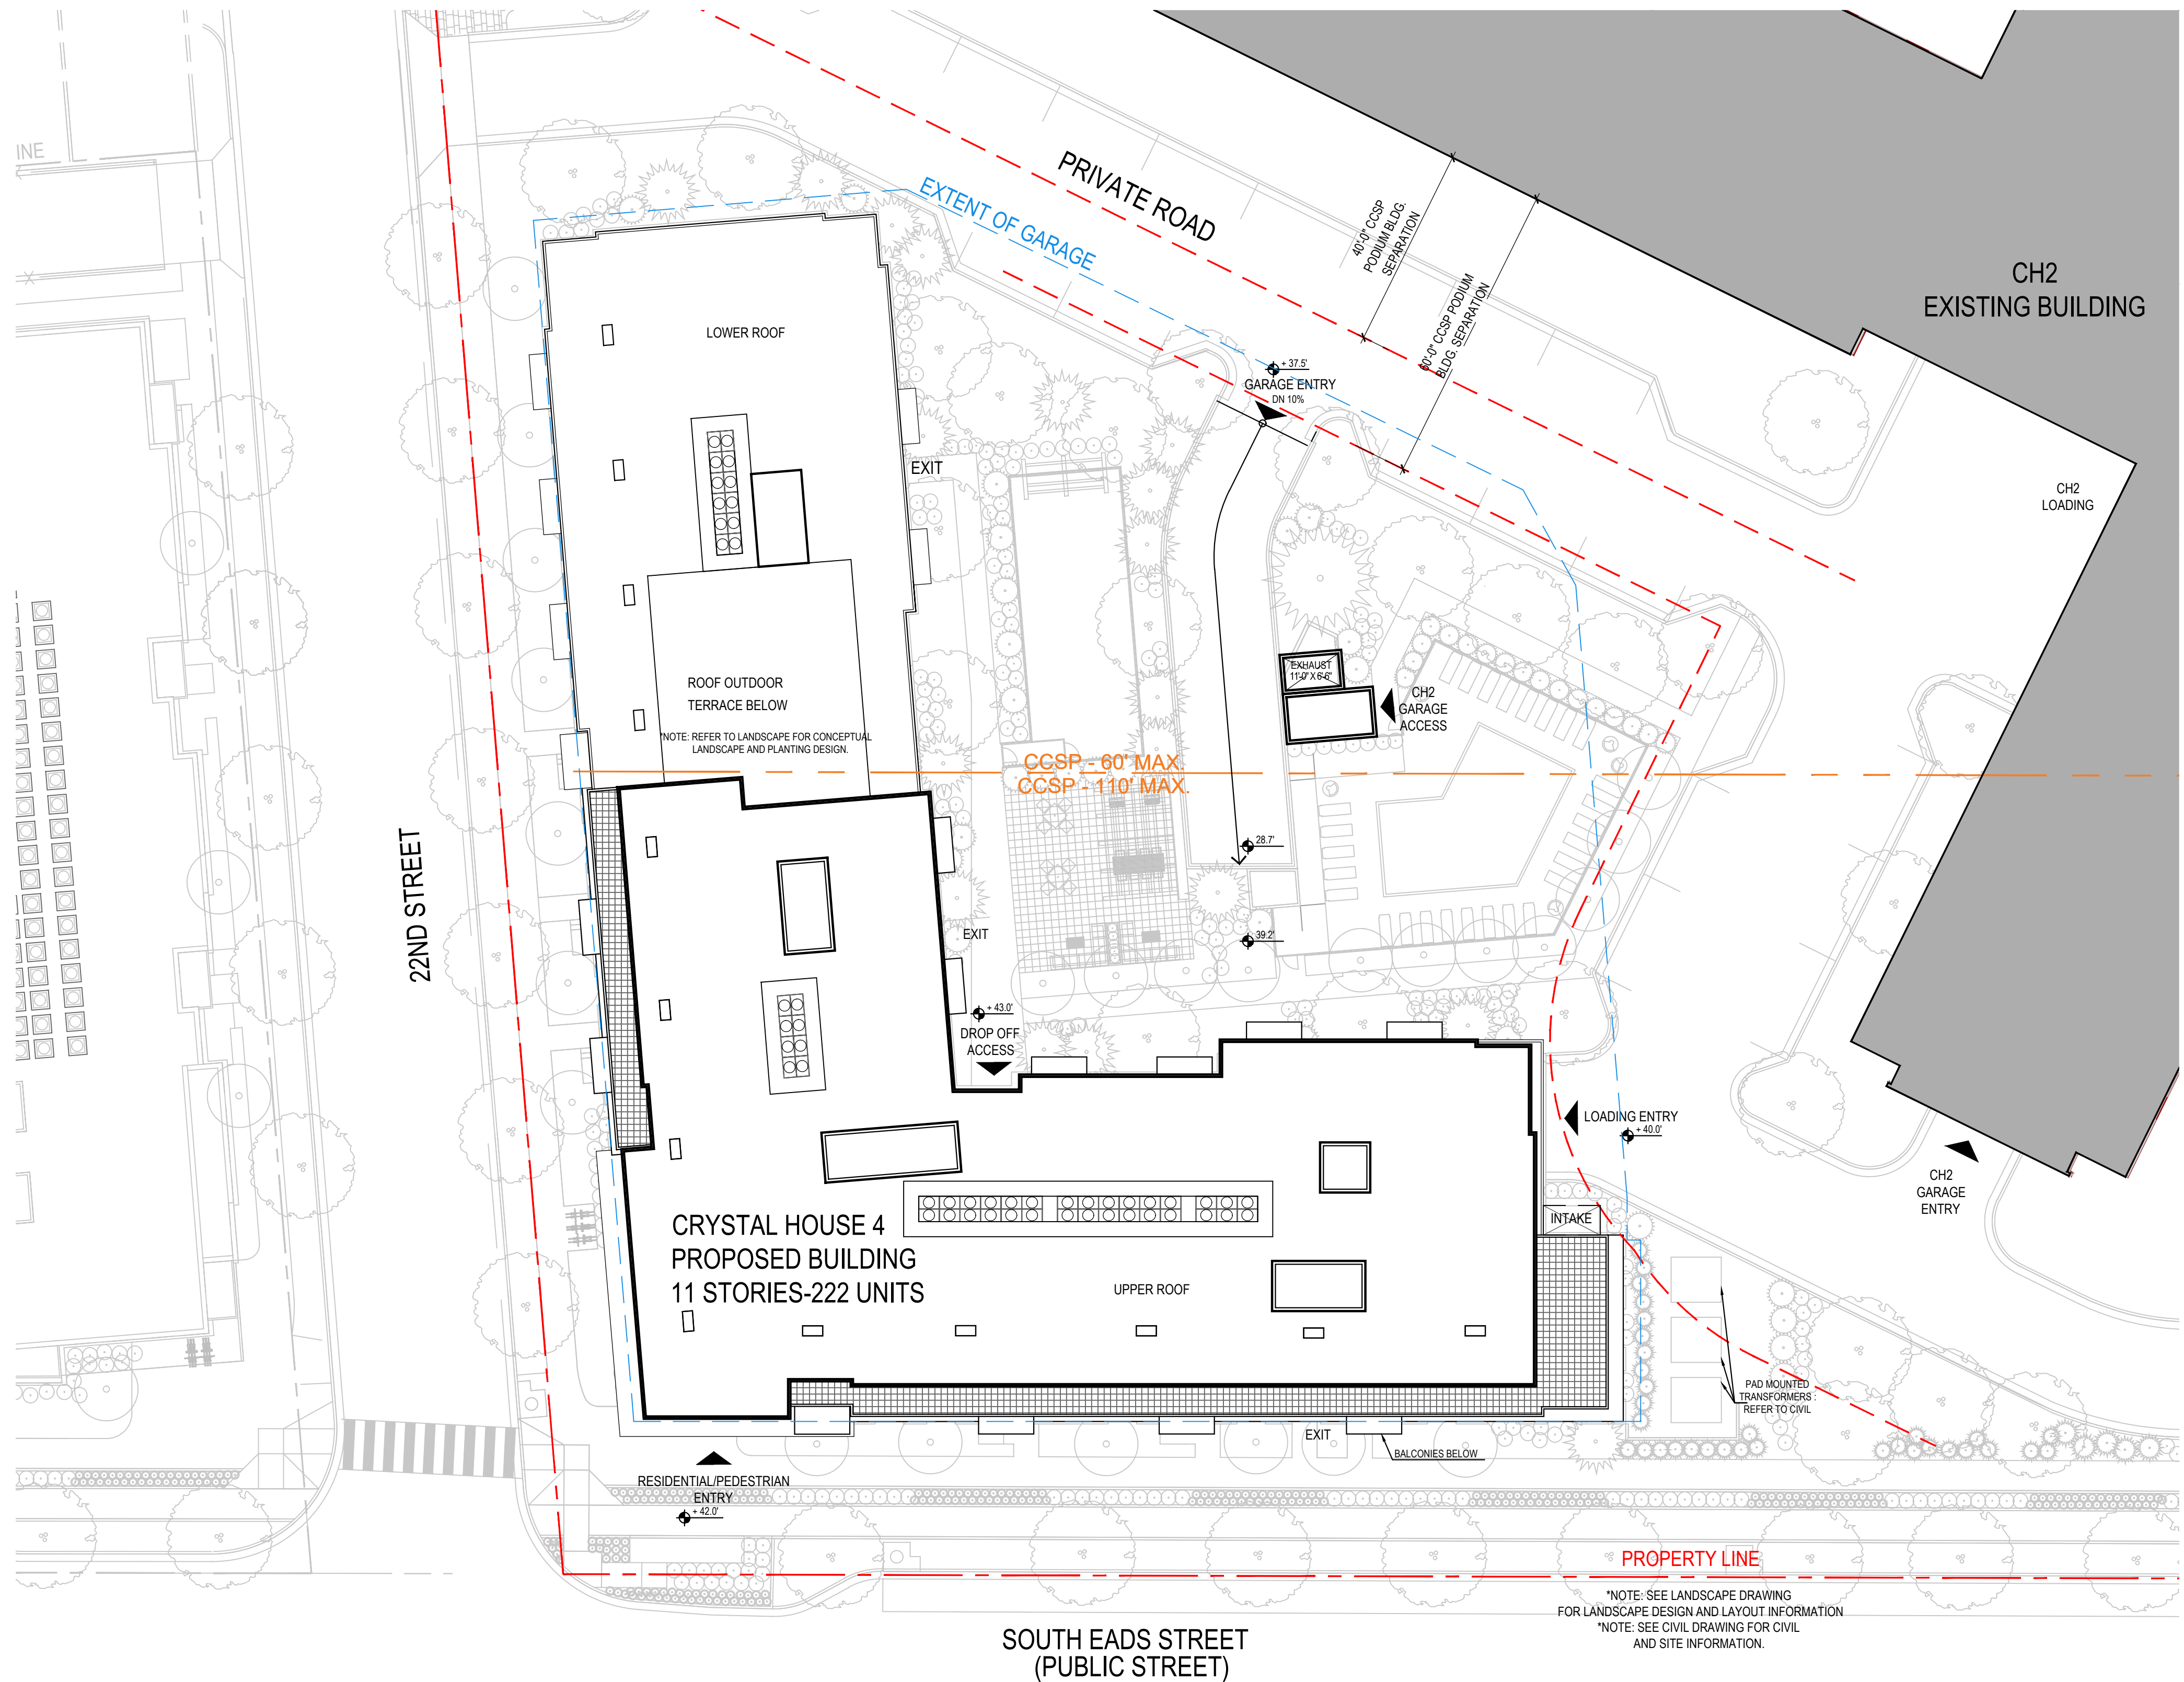 INE
PRIVATE ROAD
EXTENT OF GARAGE
40'-0" CCSP
PODIUM BLDG.
SEPARATION
60'-0" CCSP PODIUM
BLDG. SEPARATION
CH2
EXISTING BUILDING
LOWER ROOF
+ 37.5'
GARAGE ENTRY
DN 10%
EXIT
CH2
LOADING
EXHAUST
11'-0" X 6'-6"
CH2
GARAGE
ACCESS
ROOF OUTDOOR
TERRACE BELOW
*NOTE: REFER TO LANDSCAPE FOR CONCEPTUAL
LANDSCAPE AND PLANTING DESIGN.
CCSP - 60' MAX.
CCSP - 110' MAX.
22ND STREET
28.7'
EXIT
39.2'
+ 43.0'
DROP OFF
ACCESS
LOADING ENTRY
+ 40.0'
CH2
GARAGE
ENTRY
INTAKE
CRYSTAL HOUSE 4
PROPOSED BUILDING
11 STORIES-222 UNITS
UPPER ROOF
PAD MOUNTED
TRANSFORMERS :
REFER TO CIVIL
EXIT
BALCONIES BELOW
RESIDENTIAL/PEDESTRIAN
ENTRY
+ 42.0'
PROPERTY LINE
*NOTE: SEE LANDSCAPE DRAWING
FOR LANDSCAPE DESIGN AND LAYOUT INFORMATION
*NOTE: SEE CIVIL DRAWING FOR CIVIL
AND SITE INFORMATION.
SOUTH EADS STREET
(PUBLIC STREET)